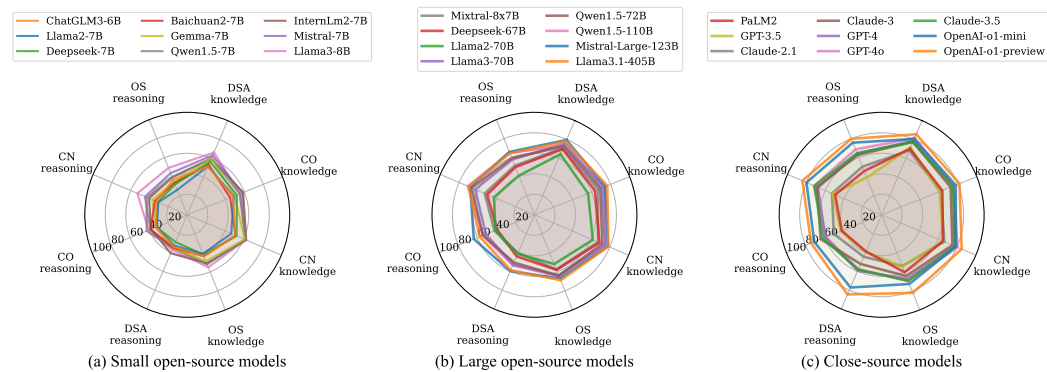 ChatGLM3-6B Baichuan2-7B InternLm2-7B
Llama2-7B Gemma-7B Mistral-7B
Deepseek-7B Qwen1.5-7B Llama3-8B
OS reasoning
DSA knowledge
CN reasoning
CO knowledge
20
40
60
80
100
CO reasoning
CN knowledge
DSA reasoning
OS knowledge
(a) Small open-source models
Mixtral-8x7B Qwen1.5-72B
Deepseek-67B Qwen1.5-110B
Llama2-70B Mistral-Large-123B
Llama3-70B Llama3.1-405B
OS reasoning
DSA knowledge
CN reasoning
CO knowledge
20
40
60
80
100
CO reasoning
CN knowledge
DSA reasoning
OS knowledge
(b) Large open-source models
PaLM2 Claude-3 Claude-3.5
GPT-3.5 GPT-4 OpenAI-o1-mini
Claude-2.1 GPT-4o OpenAI-o1-preview
OS reasoning
DSA knowledge
CN reasoning
CO knowledge
20
40
60
80
100
CO reasoning
CN knowledge
DSA reasoning
OS knowledge
(c) Close-source models